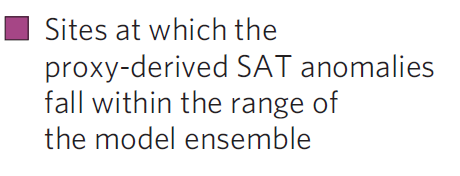 Sites at which the
proxy-derived SAT anomalies
fall within the range of
the model ensemble